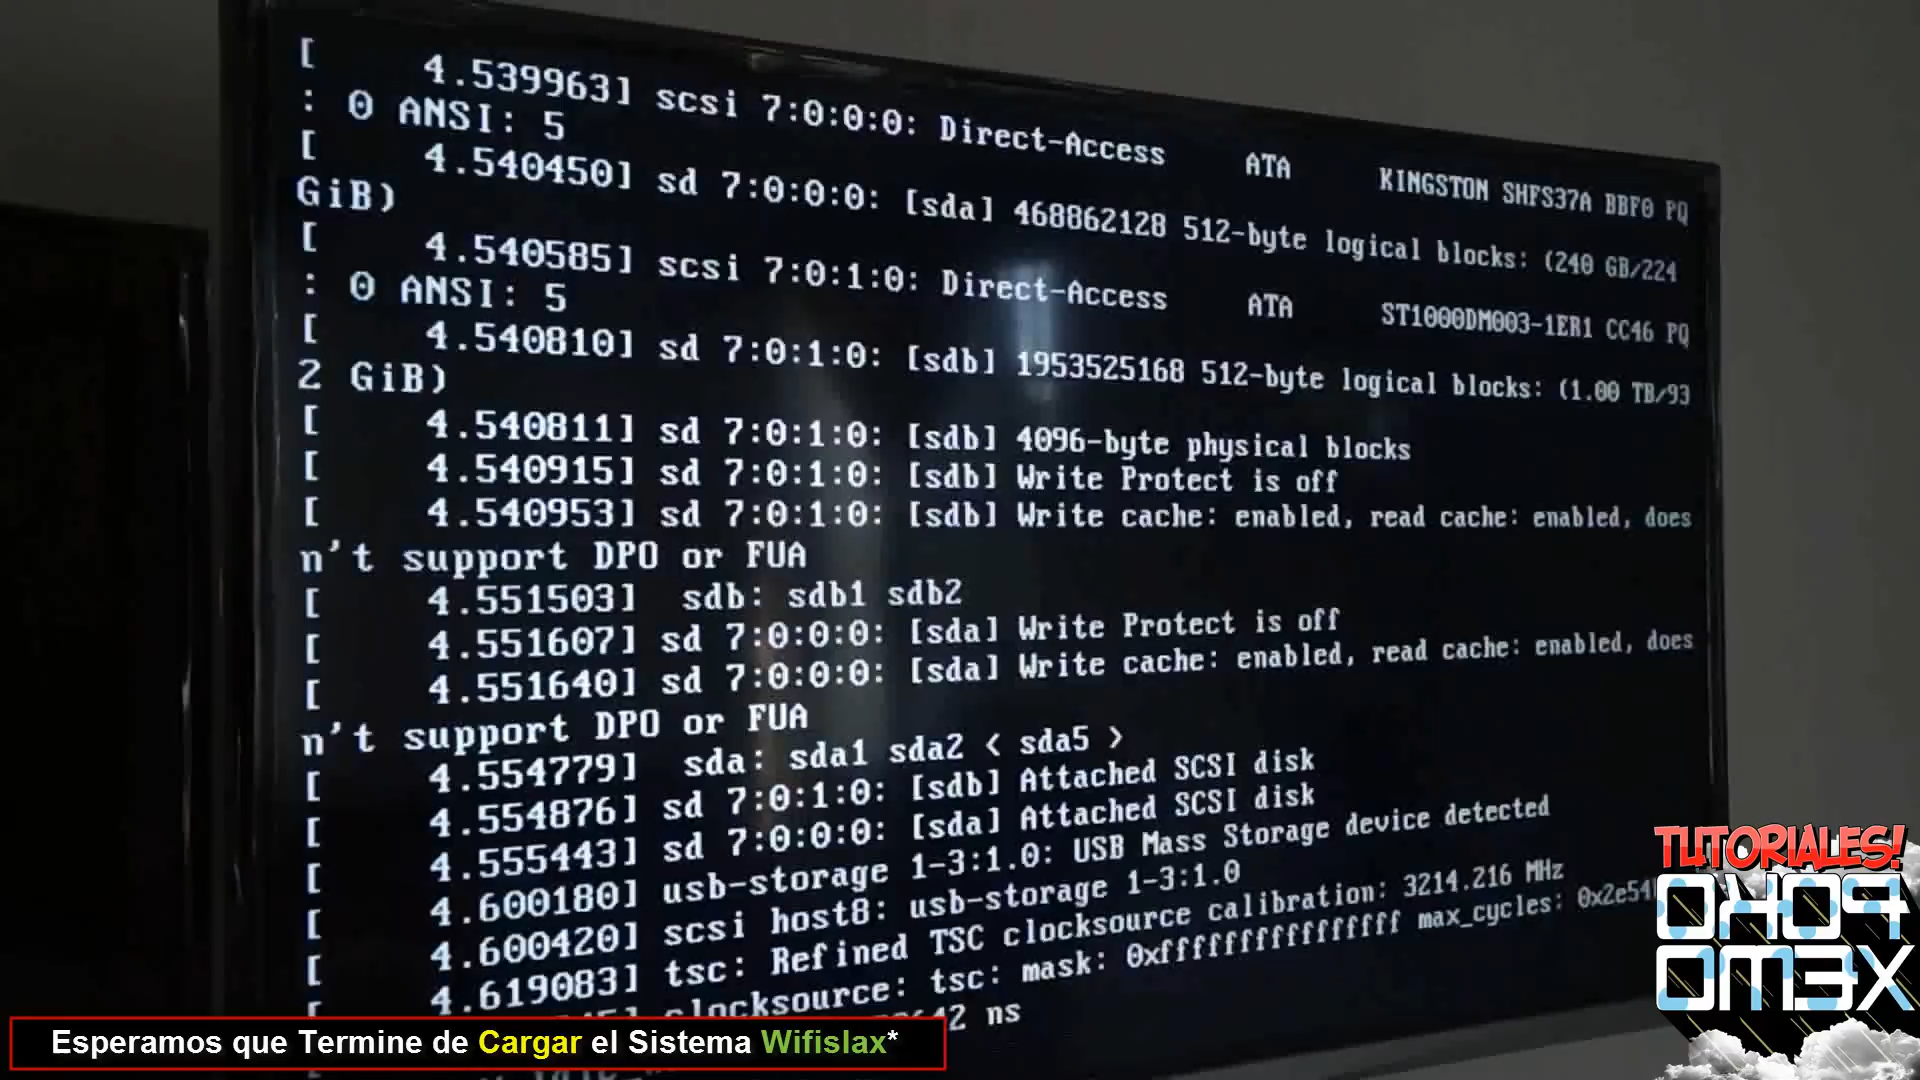 [    4.539963] scsi 7:0:0:0: Direct-Access    ATA    KINGSTON SHFS37A BBF0 PQ
: 0 ANSI: 5
[    4.540450] sd 7:0:0:0: [sda] 468862128 512-byte logical blocks: (240 GB/224
GiB)
[    4.540585] scsi 7:0:1:0: Direct-Access    ATA    ST1000DM003-1ER1 CC46 PQ
: 0 ANSI: 5
[    4.540810] sd 7:0:1:0: [sdb] 1953525168 512-byte logical blocks: (1.00 TB/93
2 GiB)
[    4.540811] sd 7:0:1:0: [sdb] 4096-byte physical blocks
[    4.540915] sd 7:0:1:0: [sdb] Write Protect is off
[    4.540953] sd 7:0:1:0: [sdb] Write cache: enabled, read cache: enabled, does
n't support DPO or FUA
[    4.551503]  sdb: sdb1 sdb2
[    4.551607] sd 7:0:0:0: [sda] Write Protect is off
[    4.551640] sd 7:0:0:0: [sda] Write cache: enabled, read cache: enabled, does
n't support DPO or FUA
[    4.554779]  sda: sda1 sda2 < sda5 >
[    4.554876] sd 7:0:1:0: [sdb] Attached SCSI disk
[    4.555443] sd 7:0:0:0: [sda] Attached SCSI disk
[    4.600180] usb-storage 1-3:1.0: USB Mass Storage device detected
[    4.600420] scsi host8: usb-storage 1-3:1.0
[    4.619083] tsc: Refined TSC clocksource calibration: 3214.216 MHz
clocksource: tsc: mask: 0xffffffffffffffff max_cycles: 0x2e54
ns
Esperamos que Termine de Cargar el Sistema Wifislax*
TUTORIALES!